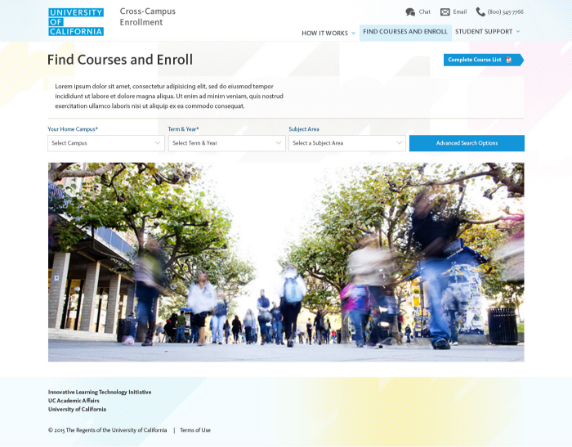 UNIVERSITY
OF
CALIFORNIA
Cross-Campus
Enrollment
Chat Email (800) 345-7766
HOW IT WORKS FIND COURSES AND ENROLL STUDENT SUPPORT
Find Courses and Enroll
Complete Course List
Lorem ipsum dolor sit amet, consectetur adipisicing elit, sed do eiusmod tempor
incididunt ut labore et dolore magna aliqua. Ut enim ad minim veniam, quis nostrud
exercitation ullamco laboris nisi ut aliquip ex ea commodo consequat.
Your Home Campus* Term & Year* Subject Area
Select Campus Select Term & Year Select a Subject Area Advanced Search Options
Innovative Learning Technology Initiative
UC Academic Affairs
University of California
© 2015 The Regents of the University of California | Terms of Use